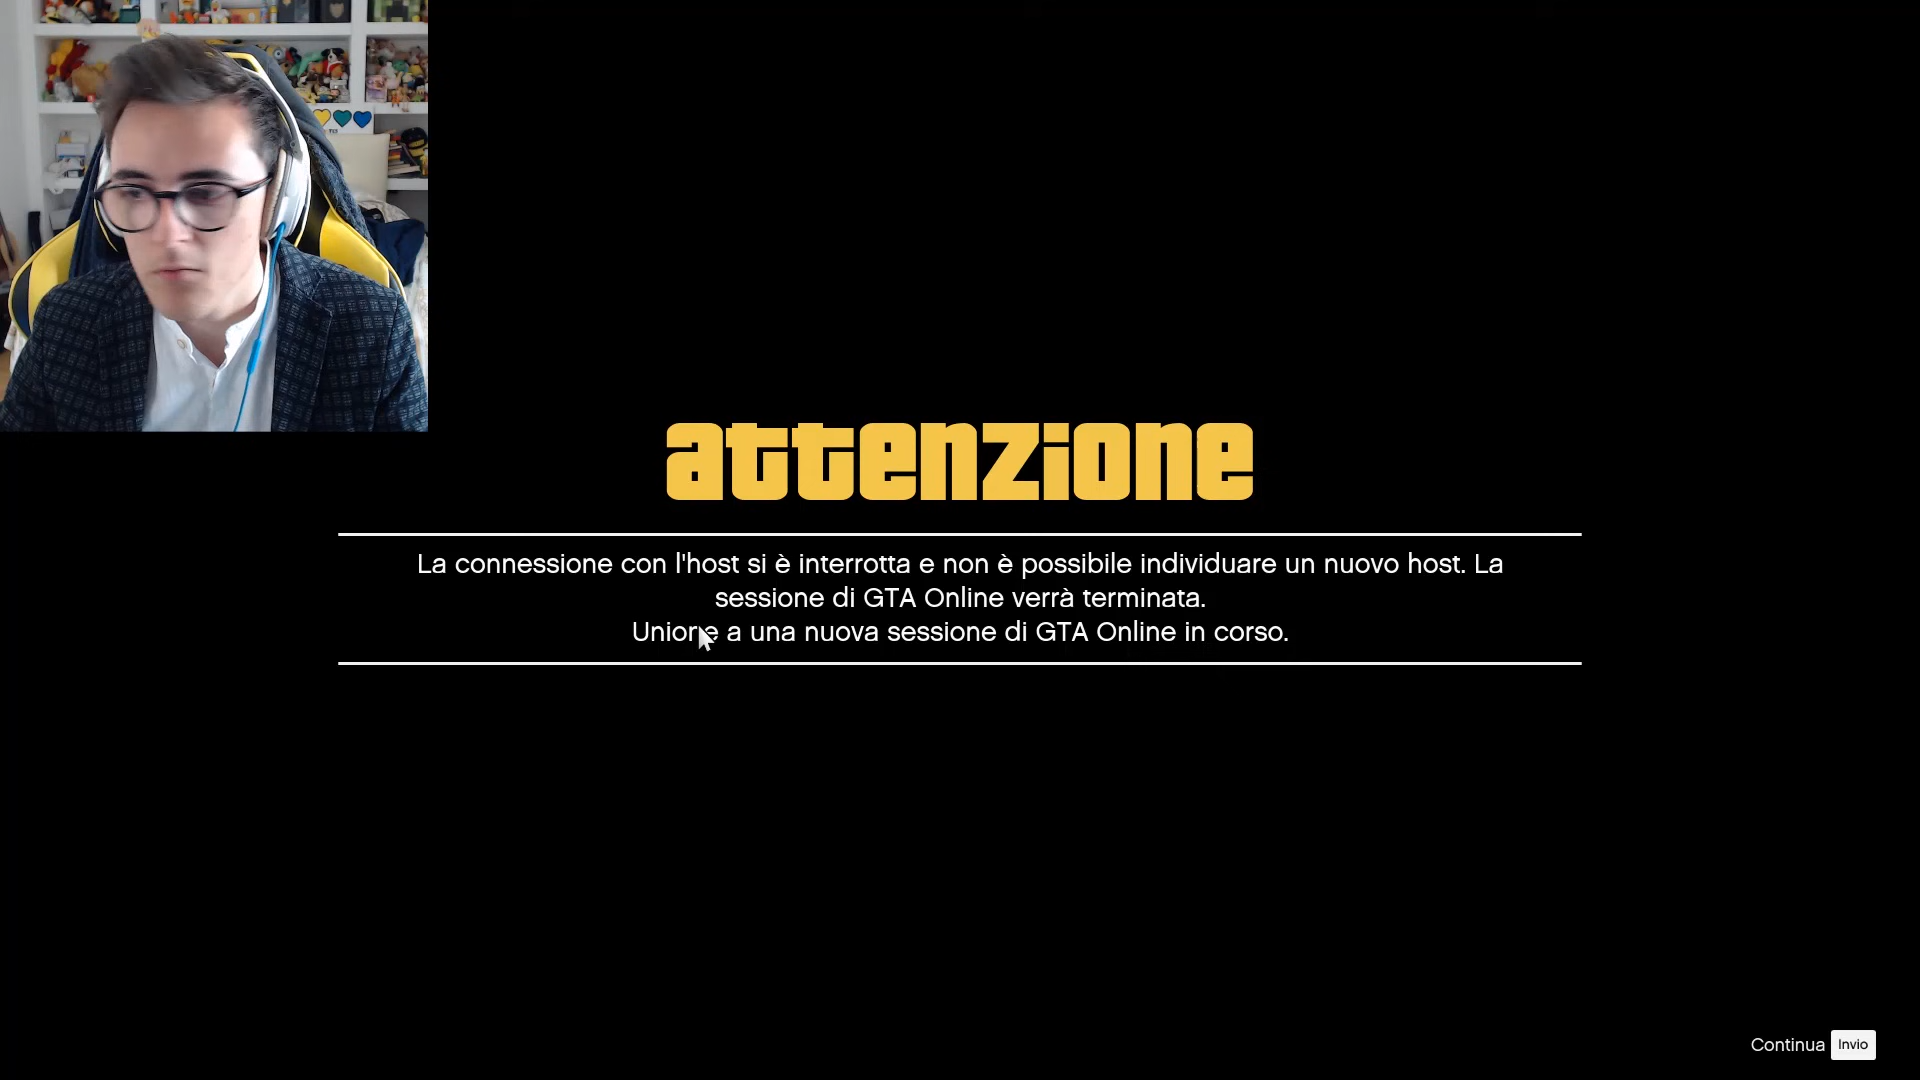 attenzione
La connessione con l'host si è interrotta e non è possibile individuare un nuovo host. La
sessione di GTA Online verrà terminata.
Unione a una nuova sessione di GTA Online in corso.
Continua Invio